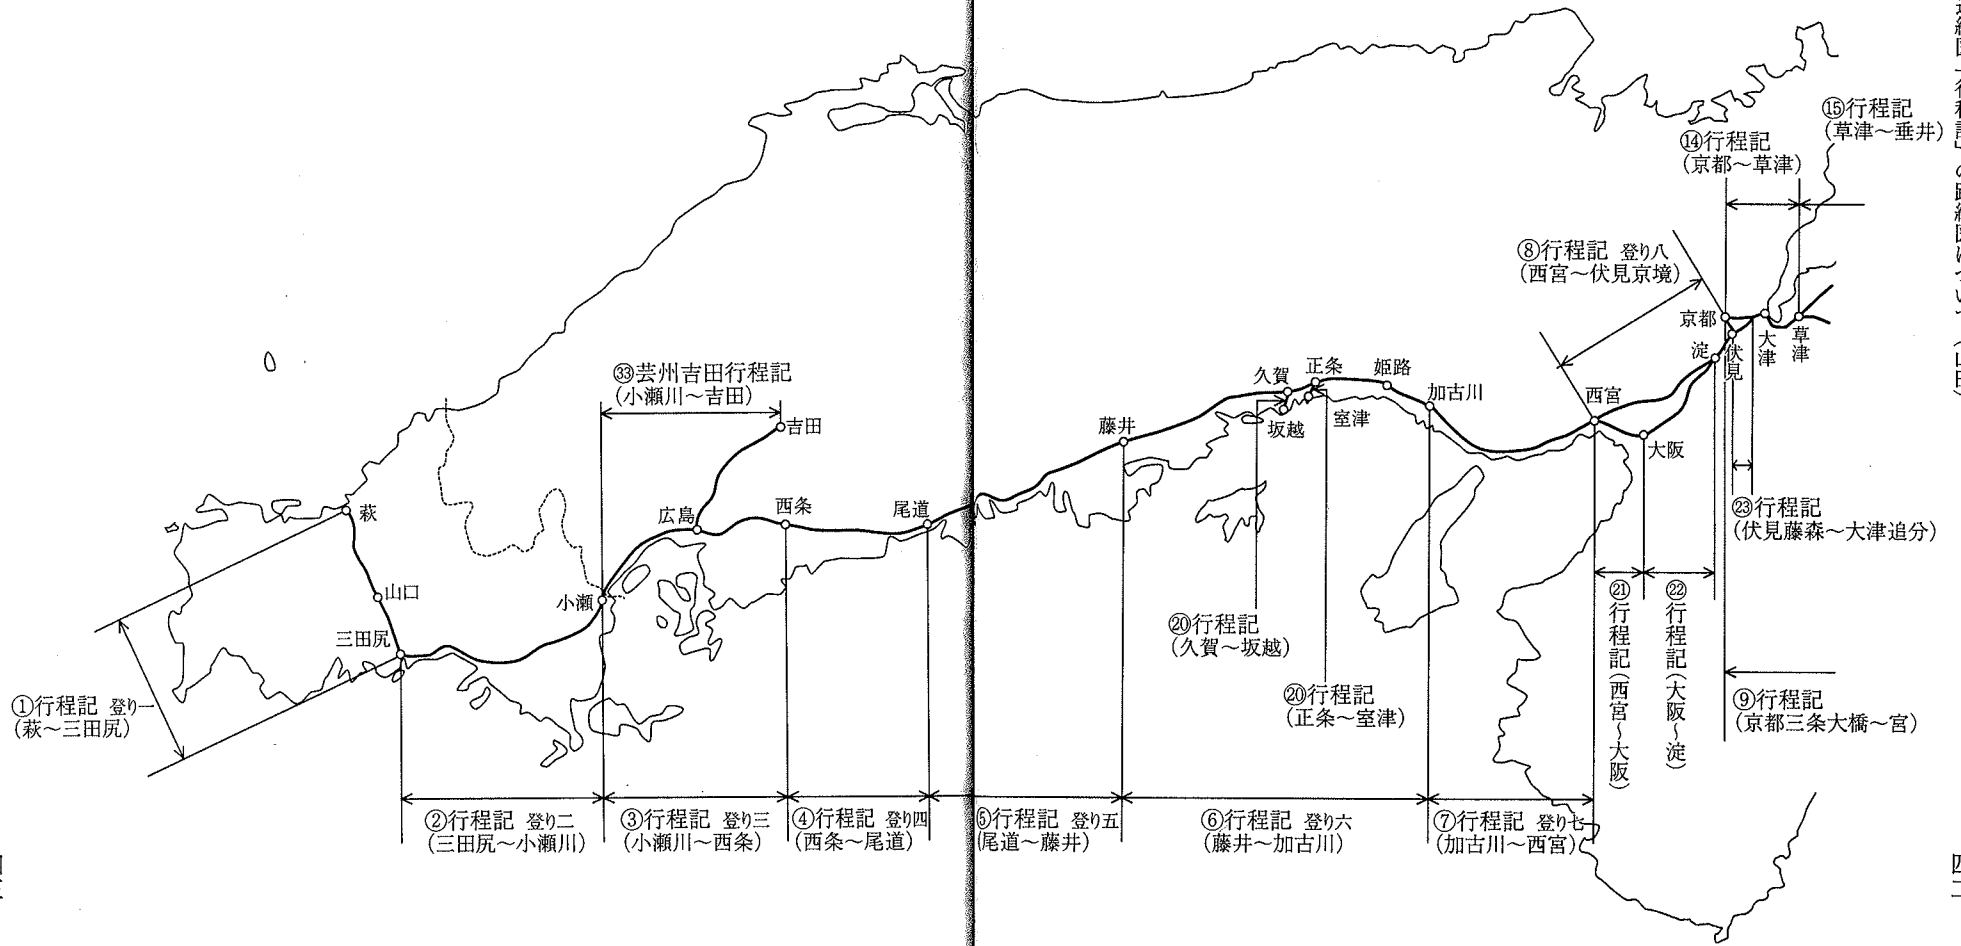 ⑮行程記
(草津〜垂井)
⑭行程記
(京都〜草津)
⑧行程記 登り八
(西宮〜伏見京境)
京都
大津
草津
淀
伏見
㉝芸州吉田行程記
(小瀬川〜吉田)
吉田
久賀
正条
姫路
加古川
西宮
坂越
室津
藤井
大阪
萩
広島
西条
尾道
㉓行程記
(伏見藤森〜大津追分)
山口
小瀬
三田尻
⑳行程記
(久賀〜坂越)
⑳行程記
(正条〜室津)
㉑行程記(西宮〜大阪)
㉒行程記(大阪〜淀)
⑨行程記
(京都三条大橋〜宮)
①行程記 登り一
(萩〜三田尻)
②行程記 登り二
(三田尻〜小瀬川)
③行程記 登り三
(小瀬川〜西条)
④行程記 登り四
(西条〜尾道)
⑤行程記 登り五
(尾道〜藤井)
⑥行程記 登り六
(藤井〜加古川)
⑦行程記 登り七
(加古川〜西宮)